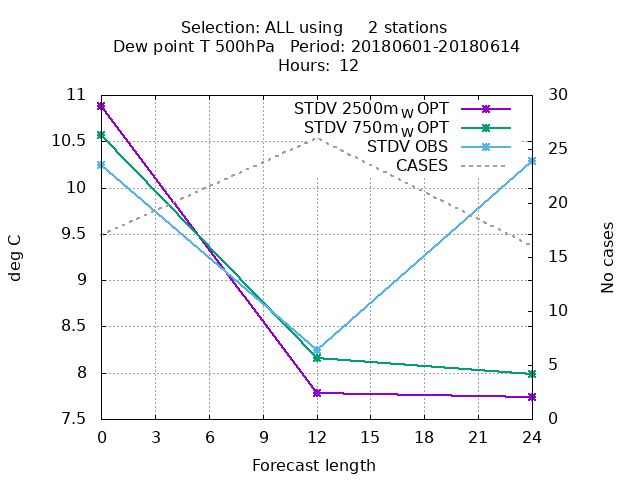 Selection: ALL using     2 stations
Dew point T 500hPa   Period: 20180601-20180614
Hours:  12
11
10.5
10
9.5
9
8.5
8
7.5
30
25
20
15
10
5
0
STDV 2500m W OPT
STDV 750m W OPT
STDV OBS
CASES
deg C
No cases
0 3 6 9 12 15 18 21 24
Forecast length